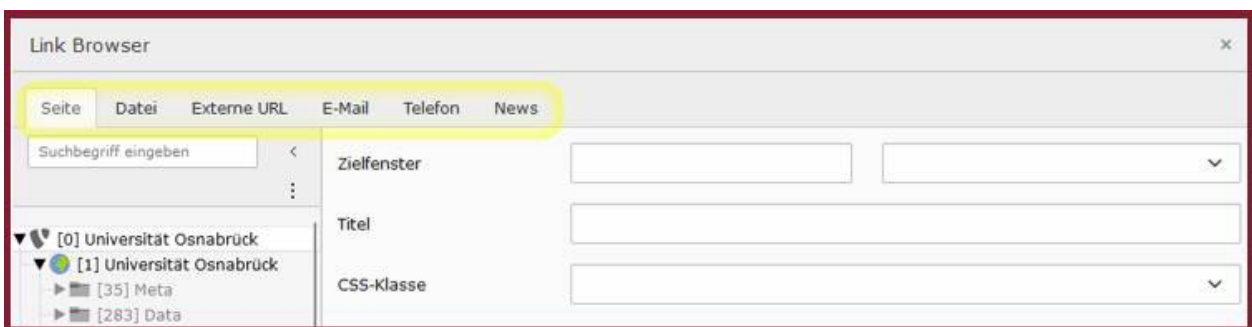 Link Browser
×
Seite Datei Externe URL E-Mail Telefon News
Suchbegriff eingeben
Zielfenster
Titel
CSS-Klasse
[0] Universität Osnabrück
[1] Universität Osnabrück
[35] Meta
[283] Data